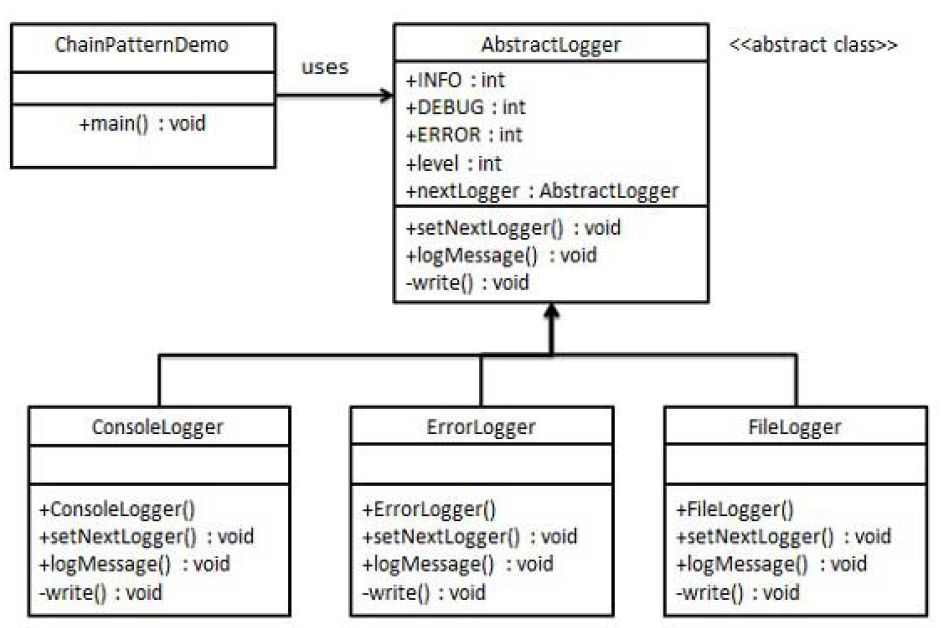 ChainPatternDemo
+main() : void
uses
AbstractLogger
<<abstract class>>
+INFO : int
+DEBUG : int
+ERROR : int
+level : int
+nextLogger : AbstractLogger
+setNextLogger() : void
+logMessage() : void
-write() : void
ConsoleLogger
+ConsoleLogger()
+setNextLogger() : void
+logMessage() : void
-write() : void
ErrorLogger
+ErrorLogger()
+setNextLogger() : void
+logMessage() : void
-write() : void
FileLogger
+FileLogger()
+setNextLogger() : void
+logMessage() : void
-write() : void